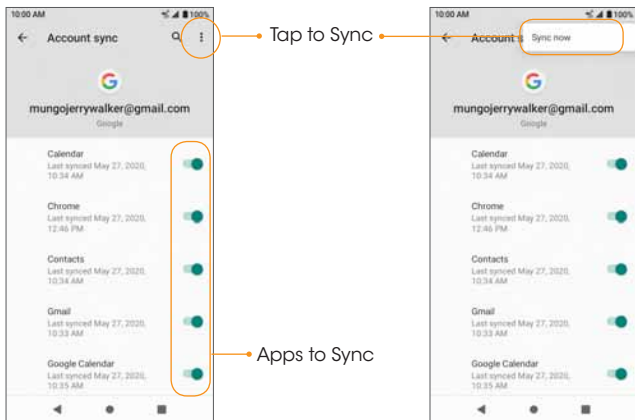 10:00 AM 100%
Account sync
G
mungojerrywalker@gmail.com
Google
Calendar
Last synced May 27, 2020,
10:34 AM
Chrome
Last synced May 27, 2020,
12:46 PM
Contacts
Last synced May 27, 2020,
10:34 AM
Gmail
Last synced May 27, 2020,
10:33 AM
Google Calendar
Last synced May 27, 2020,
10:35 AM
Tap to Sync
Apps to Sync
10:00 AM 100%
Account s
Sync now
G
mungojerrywalker@gmail.com
Google
Calendar
Last synced May 27, 2020,
10:34 AM
Chrome
Last synced May 27, 2020,
12:46 PM
Contacts
Last synced May 27, 2020,
10:34 AM
Gmail
Last synced May 27, 2020,
10:33 AM
Google Calendar
Last synced May 27, 2020,
10:35 AM